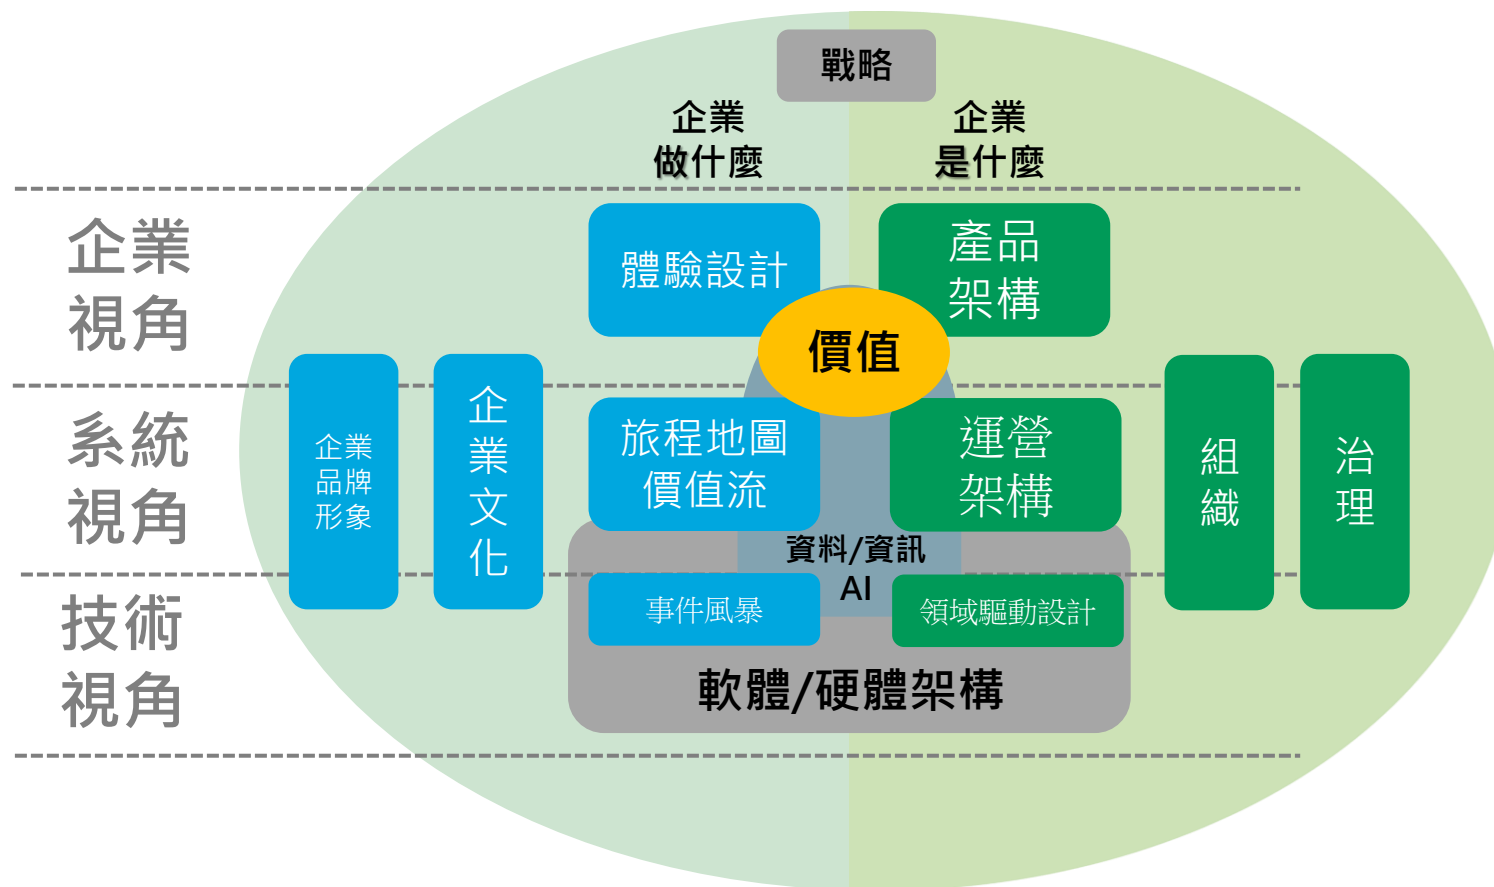 戰略
企業
做什麼
企業
是什麼
企業
視角
體驗設計
產品
架構
價值
系統
視角
企業
品牌
形象
企
業
文
化
旅程地圖
價值流
運營
架構
組
織
治
理
資料/資訊
AI
技術
視角
事件風暴
領域驅動設計
軟體/硬體架構